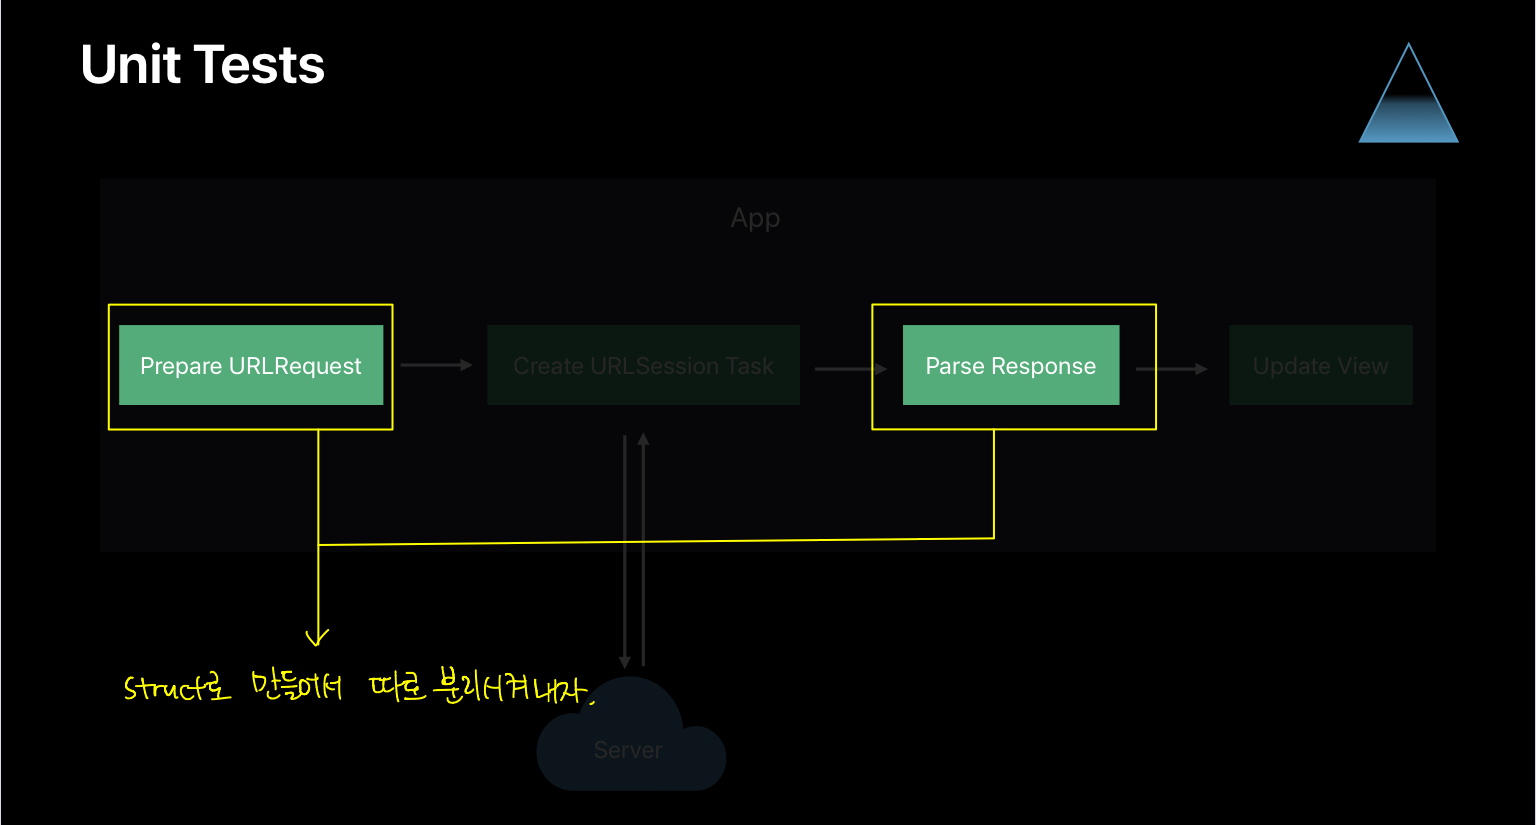 Unit Tests
App
Prepare URLRequest
Create URLSession Task
Parse Response
Update View
struct로 만들어서 따로 분리시켜내자.
Server